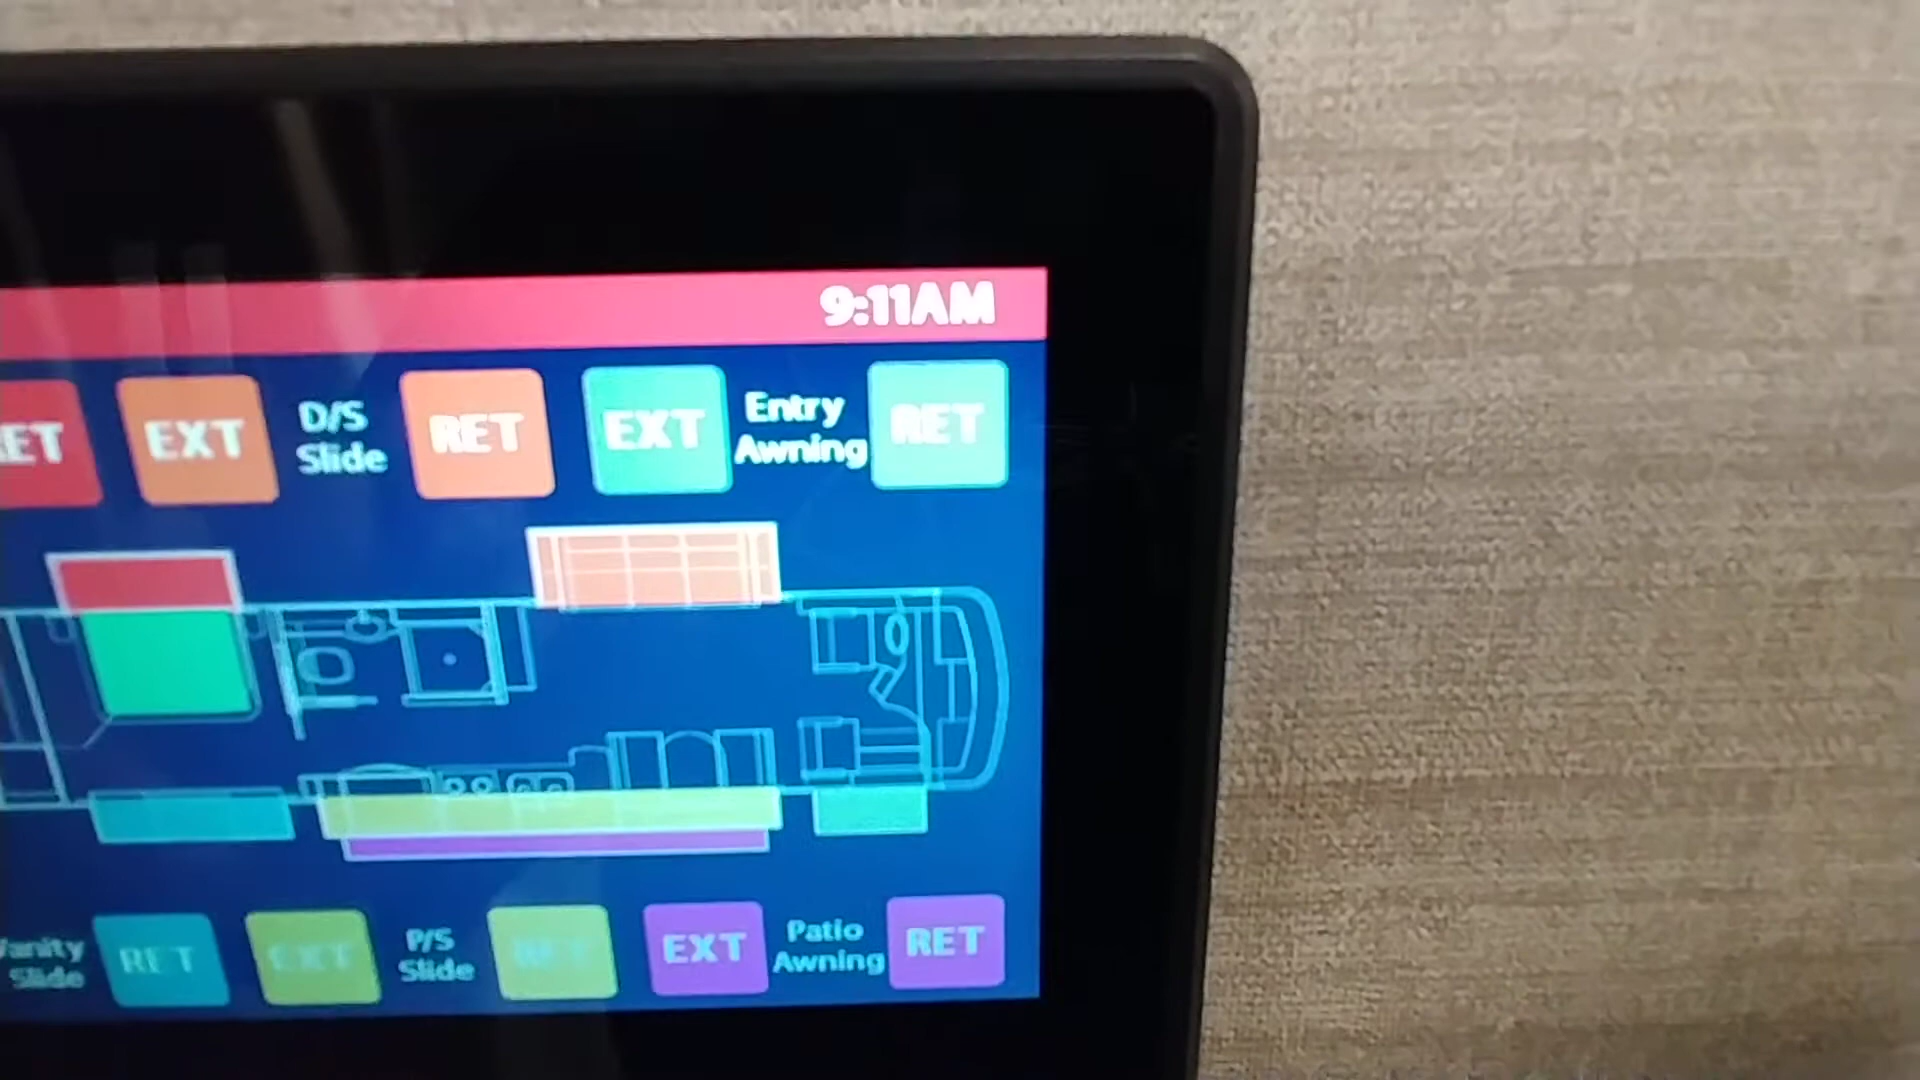 9:11AM
RET
EXT
D/S
Slide
RET
EXT
Entry
Awning
RET
Vanity
Slide
RET
EXT
P/S
Slide
RET
EXT
Patio
Awning
RET